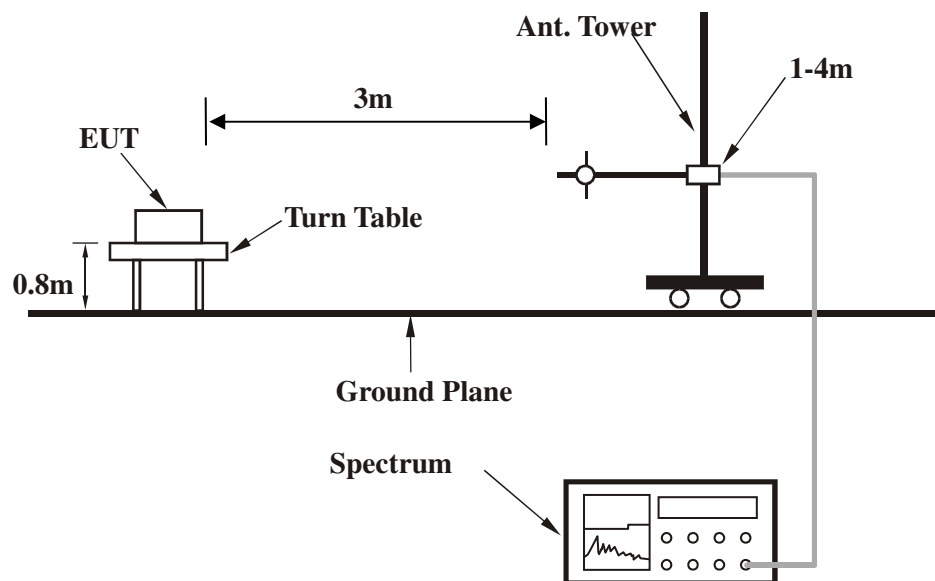 Ant. Tower
1-4m
3m
EUT
Turn Table
0.8m
Ground Plane
Spectrum